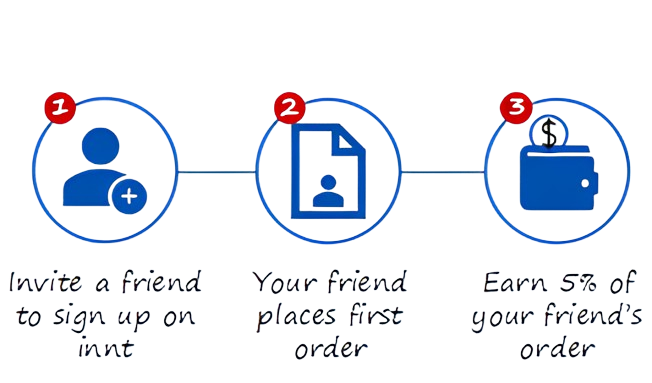 1
2
3
$
Invite a friend
to sign up on
innt
Your friend
places first
order
Earn 5% of
your friend's
order